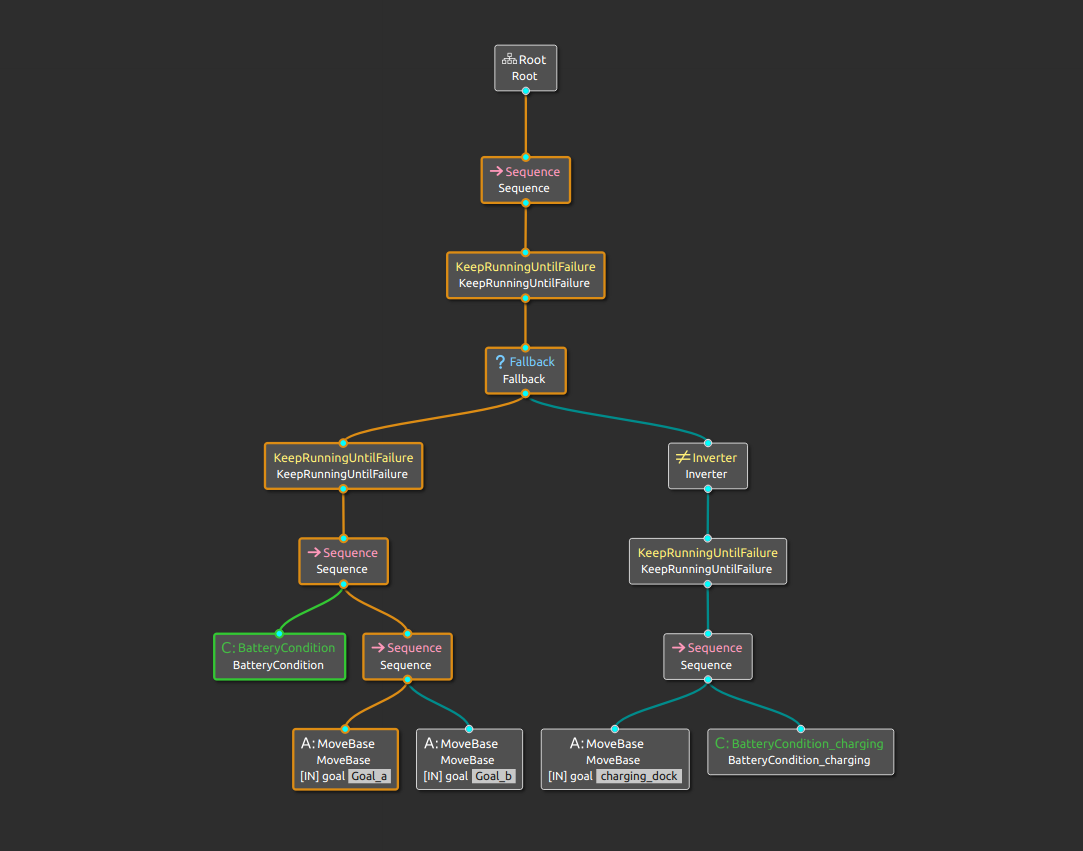 Root
Root
Sequence
Sequence
KeepRunningUntilFailure
KeepRunningUntilFailure
? Fallback
Fallback
KeepRunningUntilFailure
KeepRunningUntilFailure
≠Inverter
Inverter
→Sequence
Sequence
KeepRunningUntilFailure
KeepRunningUntilFailure
C:BatteryCondition
BatteryCondition
→Sequence
Sequence
→Sequence
Sequence
A:MoveBase
MoveBase
[IN] goal Goal_a
A:MoveBase
MoveBase
[IN] goal Goal_b
A:MoveBase
MoveBase
[IN] goal charging_dock
C:BatteryCondition_charging
BatteryCondition_charging